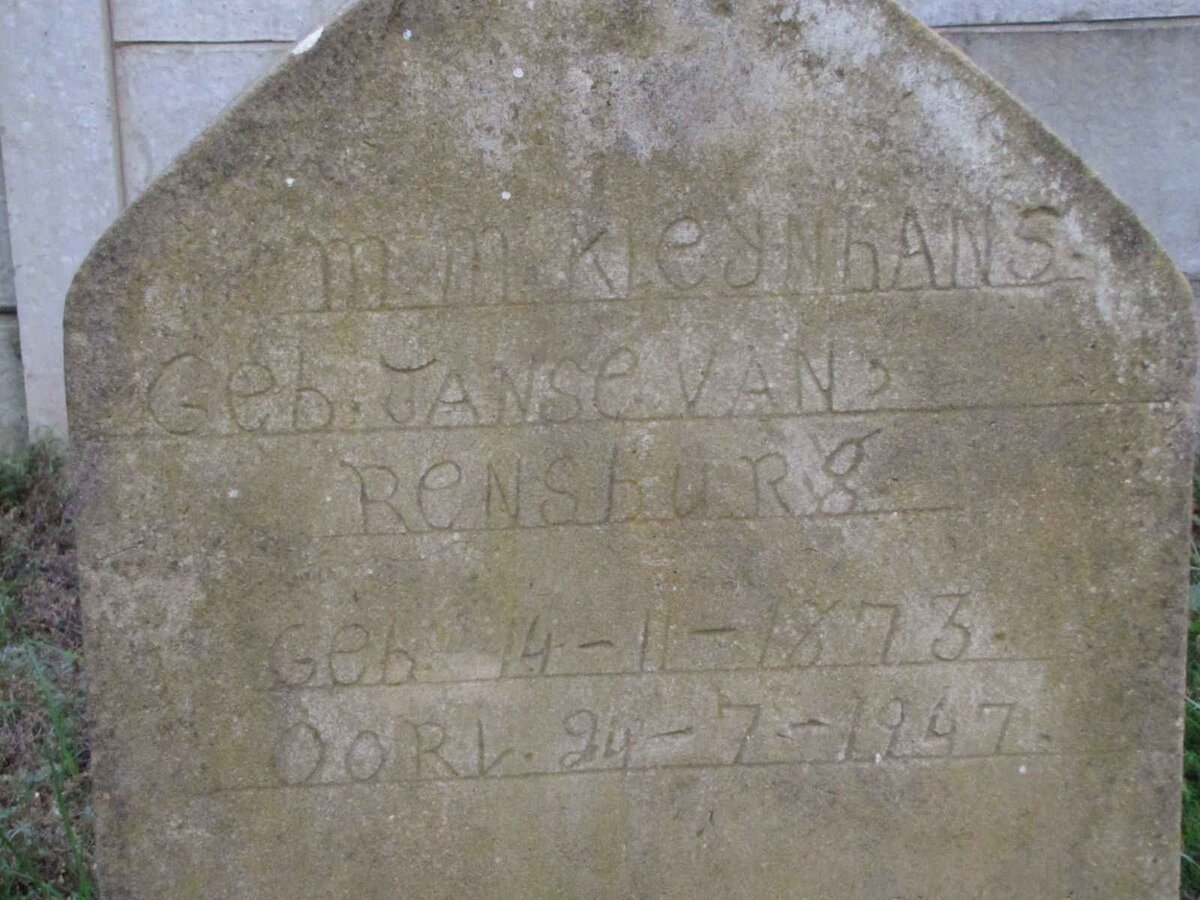 M M KleyNhANS.
Geb. JANSe VAN
RENSbURg
Geb. 14-11-1873.
OORL. 24-7-1947.